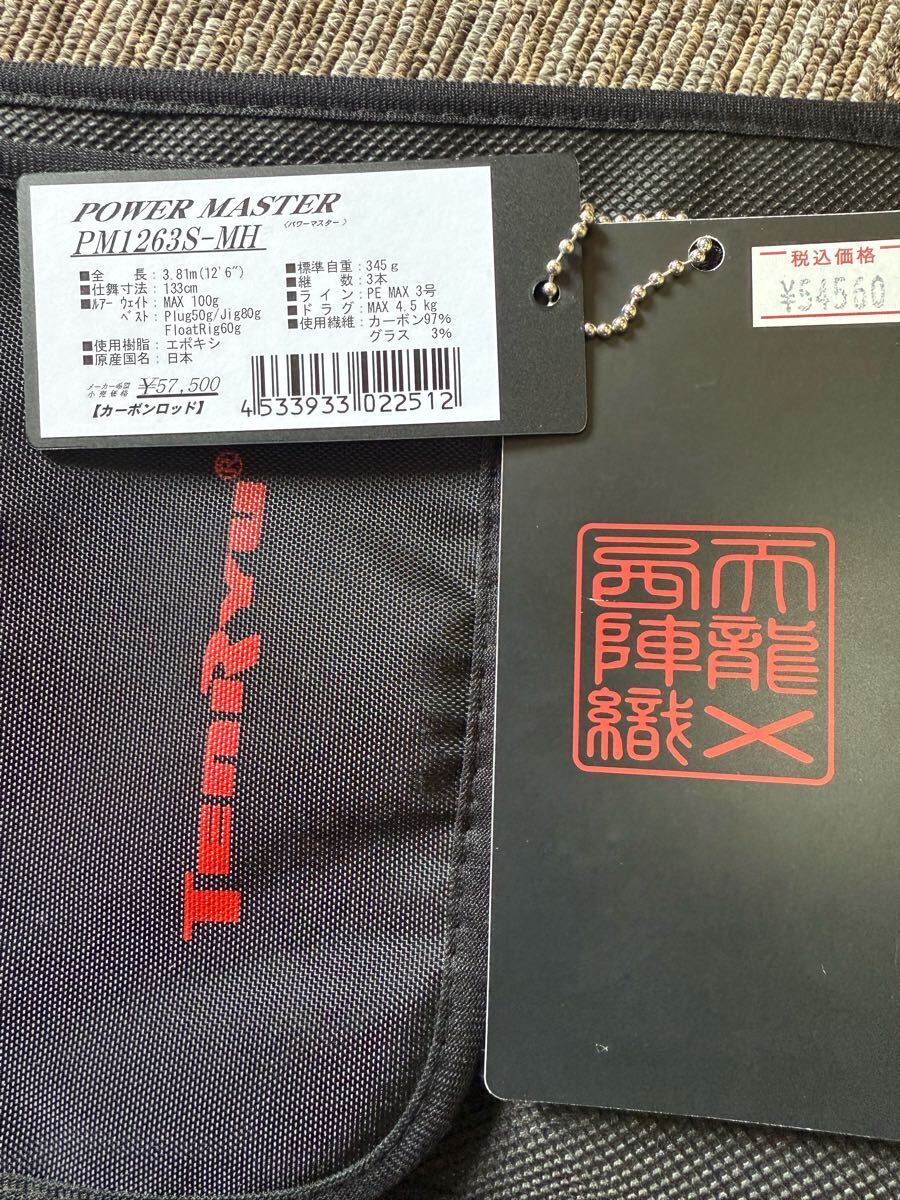 POWER MASTER
〈パワーマスター〉
PM1263S-MH
■全　長：3.81m(12'6")
■仕舞寸法：133cm
■ルアーウェイト：MAX 100g
ベスト：Plug50g/Jig80g
FloatRig60g
■使用樹脂：エポキシ
■原産国名：日本
■標準自重：345g
■継　数：3本
■ライン：PE MAX 3号
■ドラグ：MAX 4.5 kg
■使用繊維：カーボン97%
グラス 3%
メーカー希望
小売価格 ¥57,500
【カーボンロッド】
4 533933 022512
税込価格
¥54560
TenRyu®
天龍×
西陣織